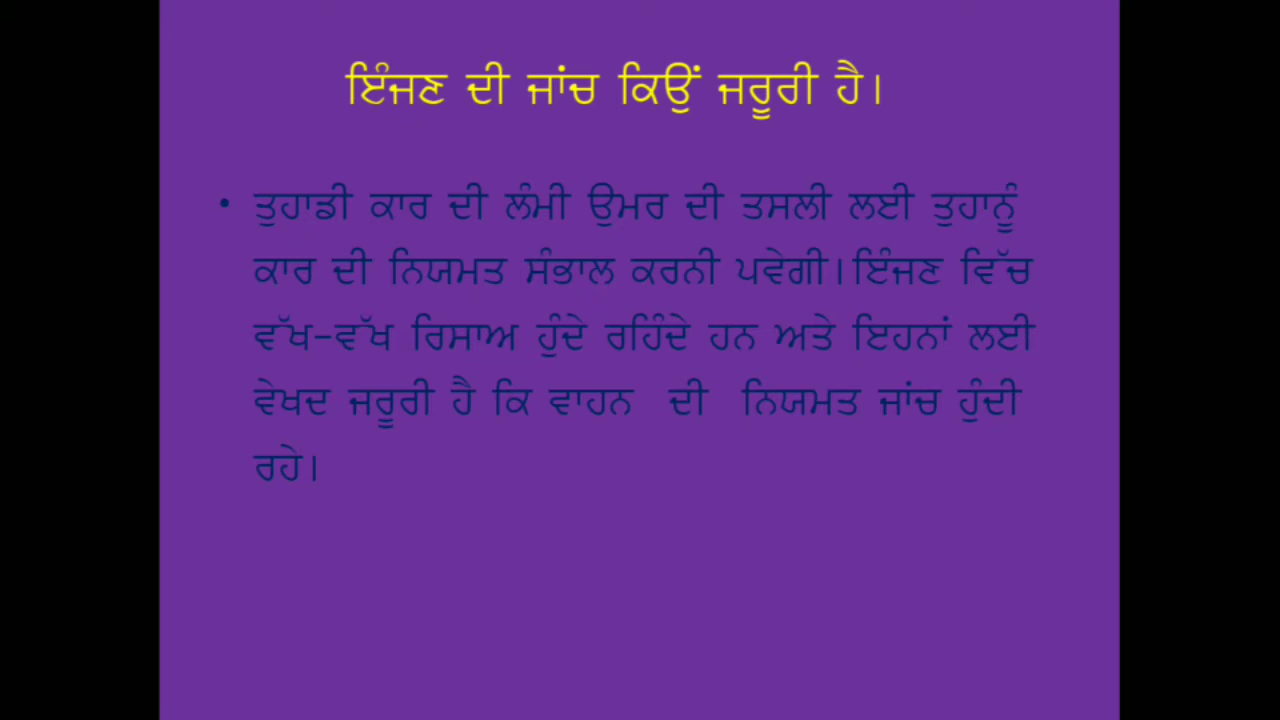 ਇੰਜਣ ਦੀ ਜਾਂਚ ਕਿਉਂ ਜਰੂਰੀ ਹੈ।
• ਤੁਹਾਡੀ ਕਾਰ ਦੀ ਲੰਮੀ ਉਮਰ ਦੀ ਤਸਲੀ ਲਈ ਤੁਹਾਨੂੰ
ਕਾਰ ਦੀ ਨਿਯਮਤ ਸੰਭਾਲ ਕਰਨੀ ਪਵੇਗੀ।ਇੰਜਣ ਵਿੱਚ
ਵੱਖ-ਵੱਖ ਰਿਸਾਅ ਹੁੰਦੇ ਰਹਿੰਦੇ ਹਨ ਅਤੇ ਇਹਨਾਂ ਲਈ
ਵੇਖਦ ਜਰੂਰੀ ਹੈ ਕਿ ਵਾਹਨ ਦੀ ਨਿਯਮਤ ਜਾਂਚ ਹੁੰਦੀ
ਰਹੇ।